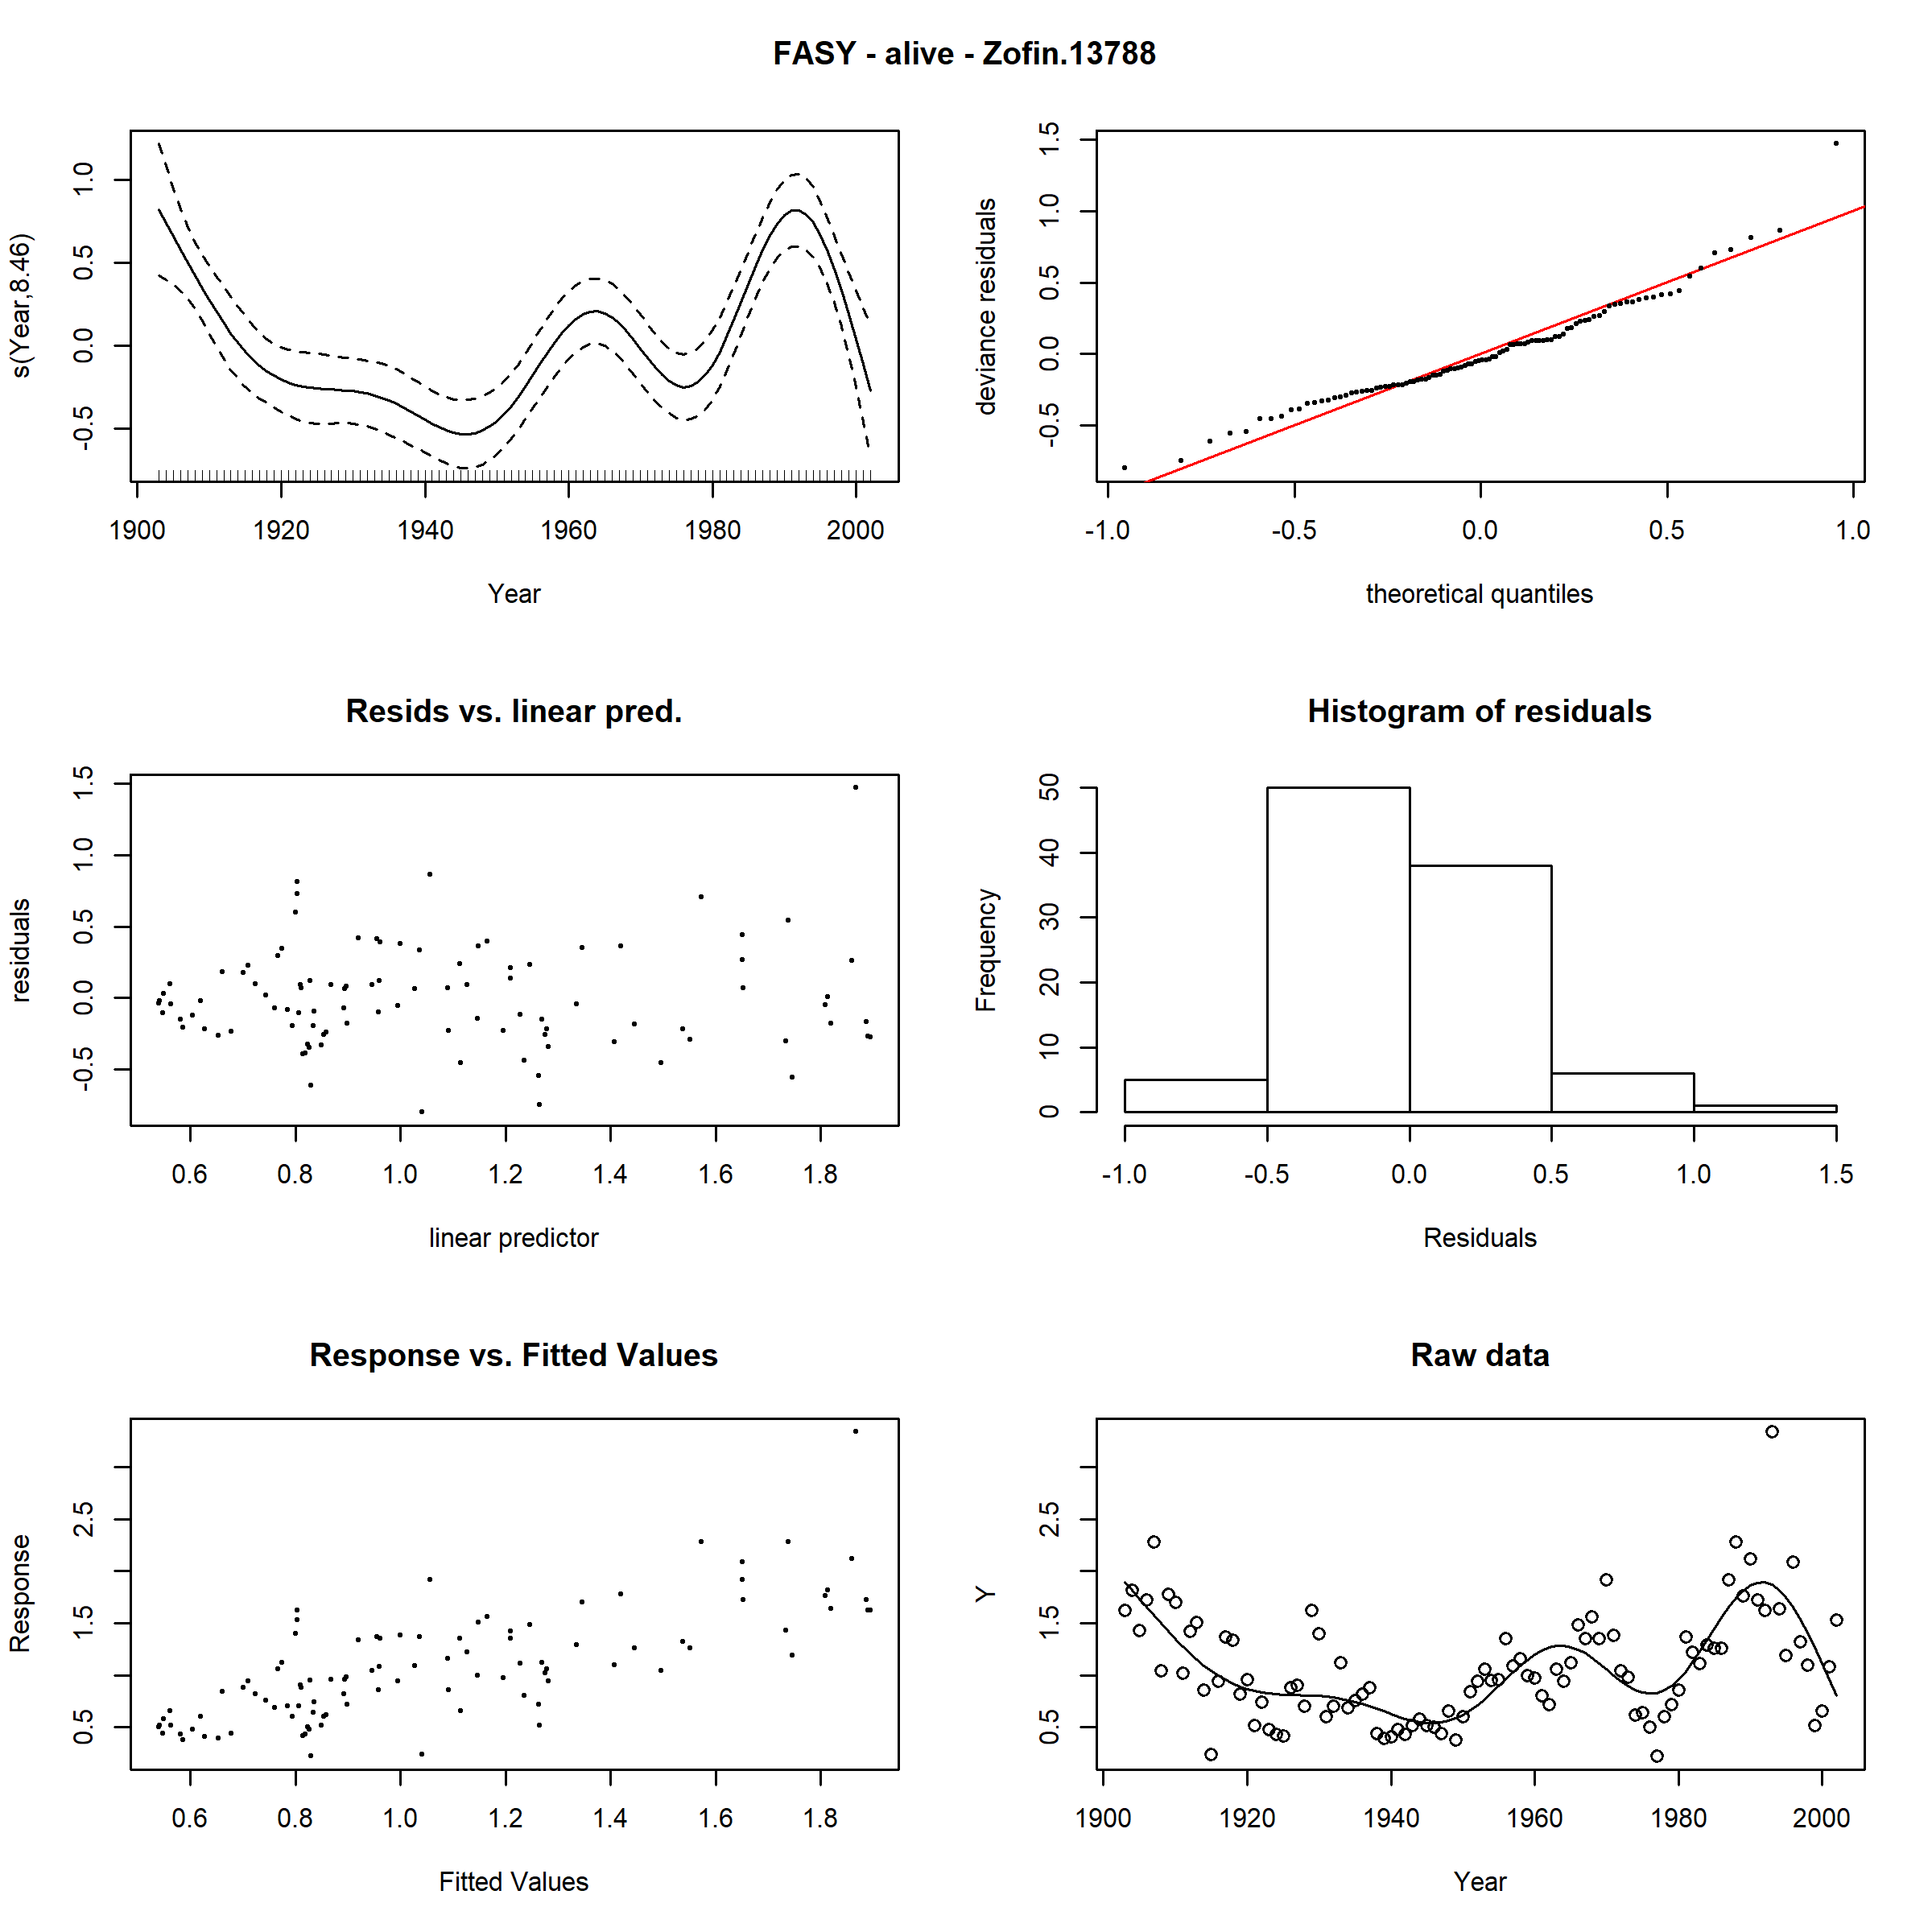 FASY - alive - Zofin.13788
s(Year,8.46)
-0.5 0.0 0.5 1.0
1900 1920 1940 1960 1980 2000
Year
deviance residuals
-0.5 0.0 0.5 1.0 1.5
-1.0 -0.5 0.0 0.5 1.0
theoretical quantiles
Resids vs. linear pred.
residuals
-0.5 0.0 0.5 1.0 1.5
0.6 0.8 1.0 1.2 1.4 1.6 1.8
linear predictor
Histogram of residuals
Frequency
0 10 20 30 40 50
-1.0 -0.5 0.0 0.5 1.0 1.5
Residuals
Response vs. Fitted Values
Response
0.5 1.5 2.5
0.6 0.8 1.0 1.2 1.4 1.6 1.8
Fitted Values
Raw data
Y
0.5 1.5 2.5
1900 1920 1940 1960 1980 2000
Year